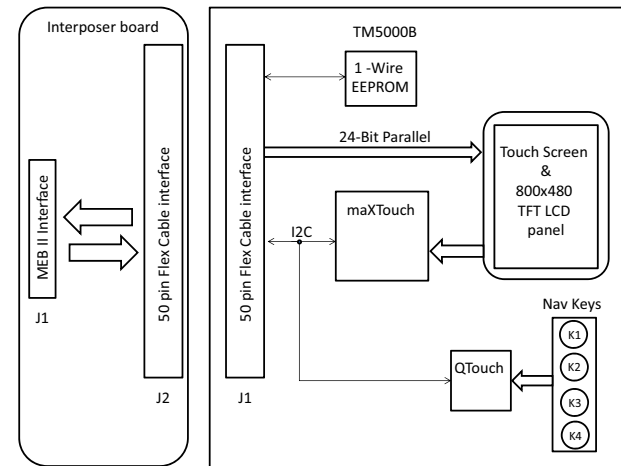 Interposer board
MEB II Interface
J1
50 pin Flex Cable interface
J2
TM5000B
50 pin Flex Cable interface
J1
1 -Wire
EEPROM
24-Bit Parallel
Touch Screen
&
800x480
TFT LCD
panel
maXTouch
I2C
Nav Keys
K1
K2
K3
K4
QTouch